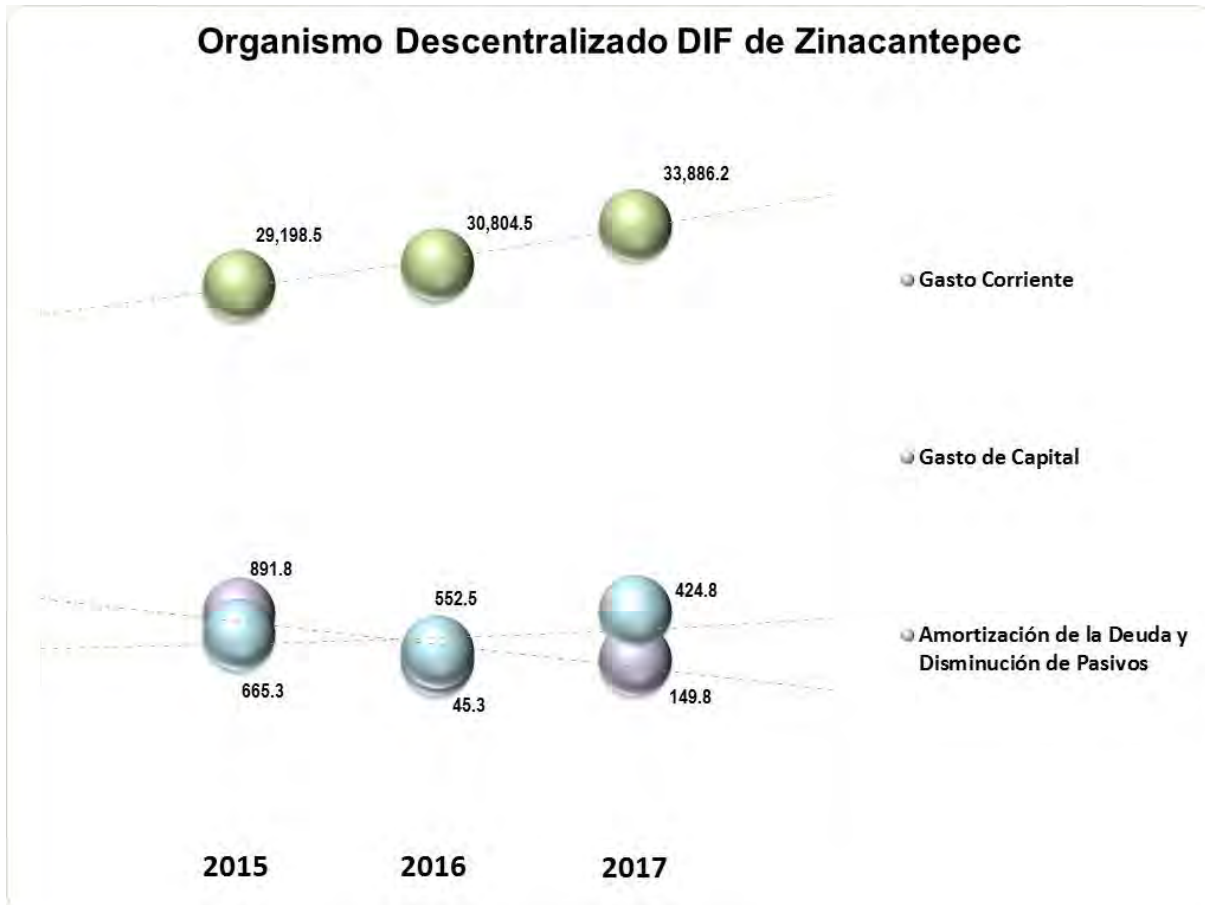 Organismo Descentralizado DIF de Zinacantepec
33,886.2
30,804.5
29,198.5
Gasto Corriente
Gasto de Capital
891.8
552.5
424.8
Amortización de la Deuda y
Disminución de Pasivos
665.3
45.3
149.8
2015
2016
2017